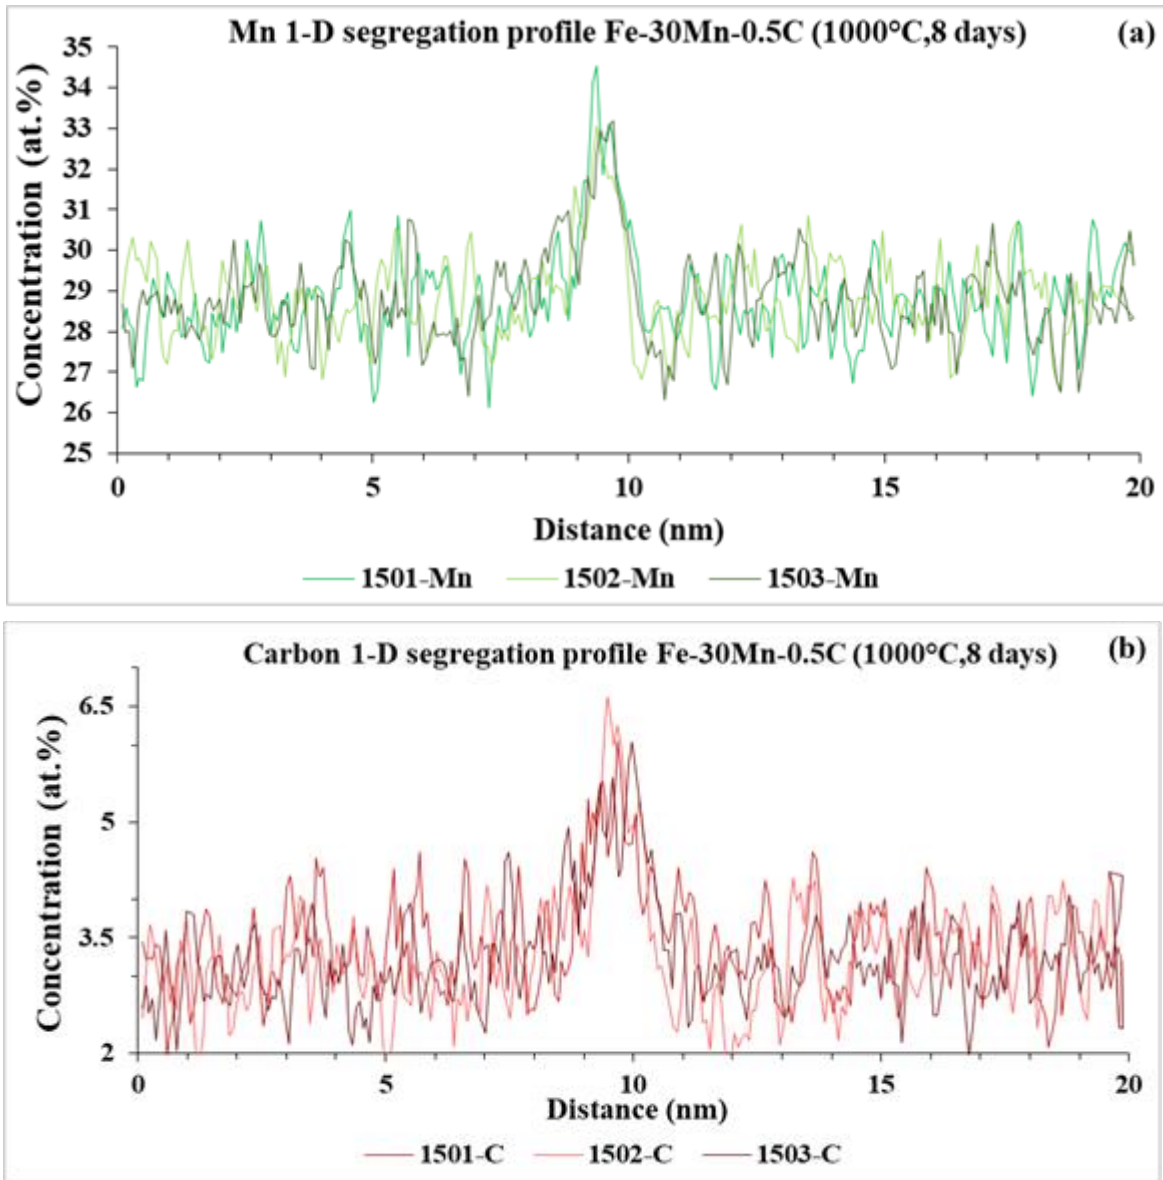 Mn 1-D segregation profile Fe-30Mn-0.5C (1000°C,8 days) (a)
Concentration (at.%)
35
34
33
32
31
30
29
28
27
26
25
0 5 10 15 20
Distance (nm)
1501-Mn 1502-Mn 1503-Mn
Carbon 1-D segregation profile Fe-30Mn-0.5C (1000°C,8 days) (b)
Concentration (at.%)
6.5
5
3.5
2
0 5 10 15 20
Distance (nm)
1501-C 1502-C 1503-C